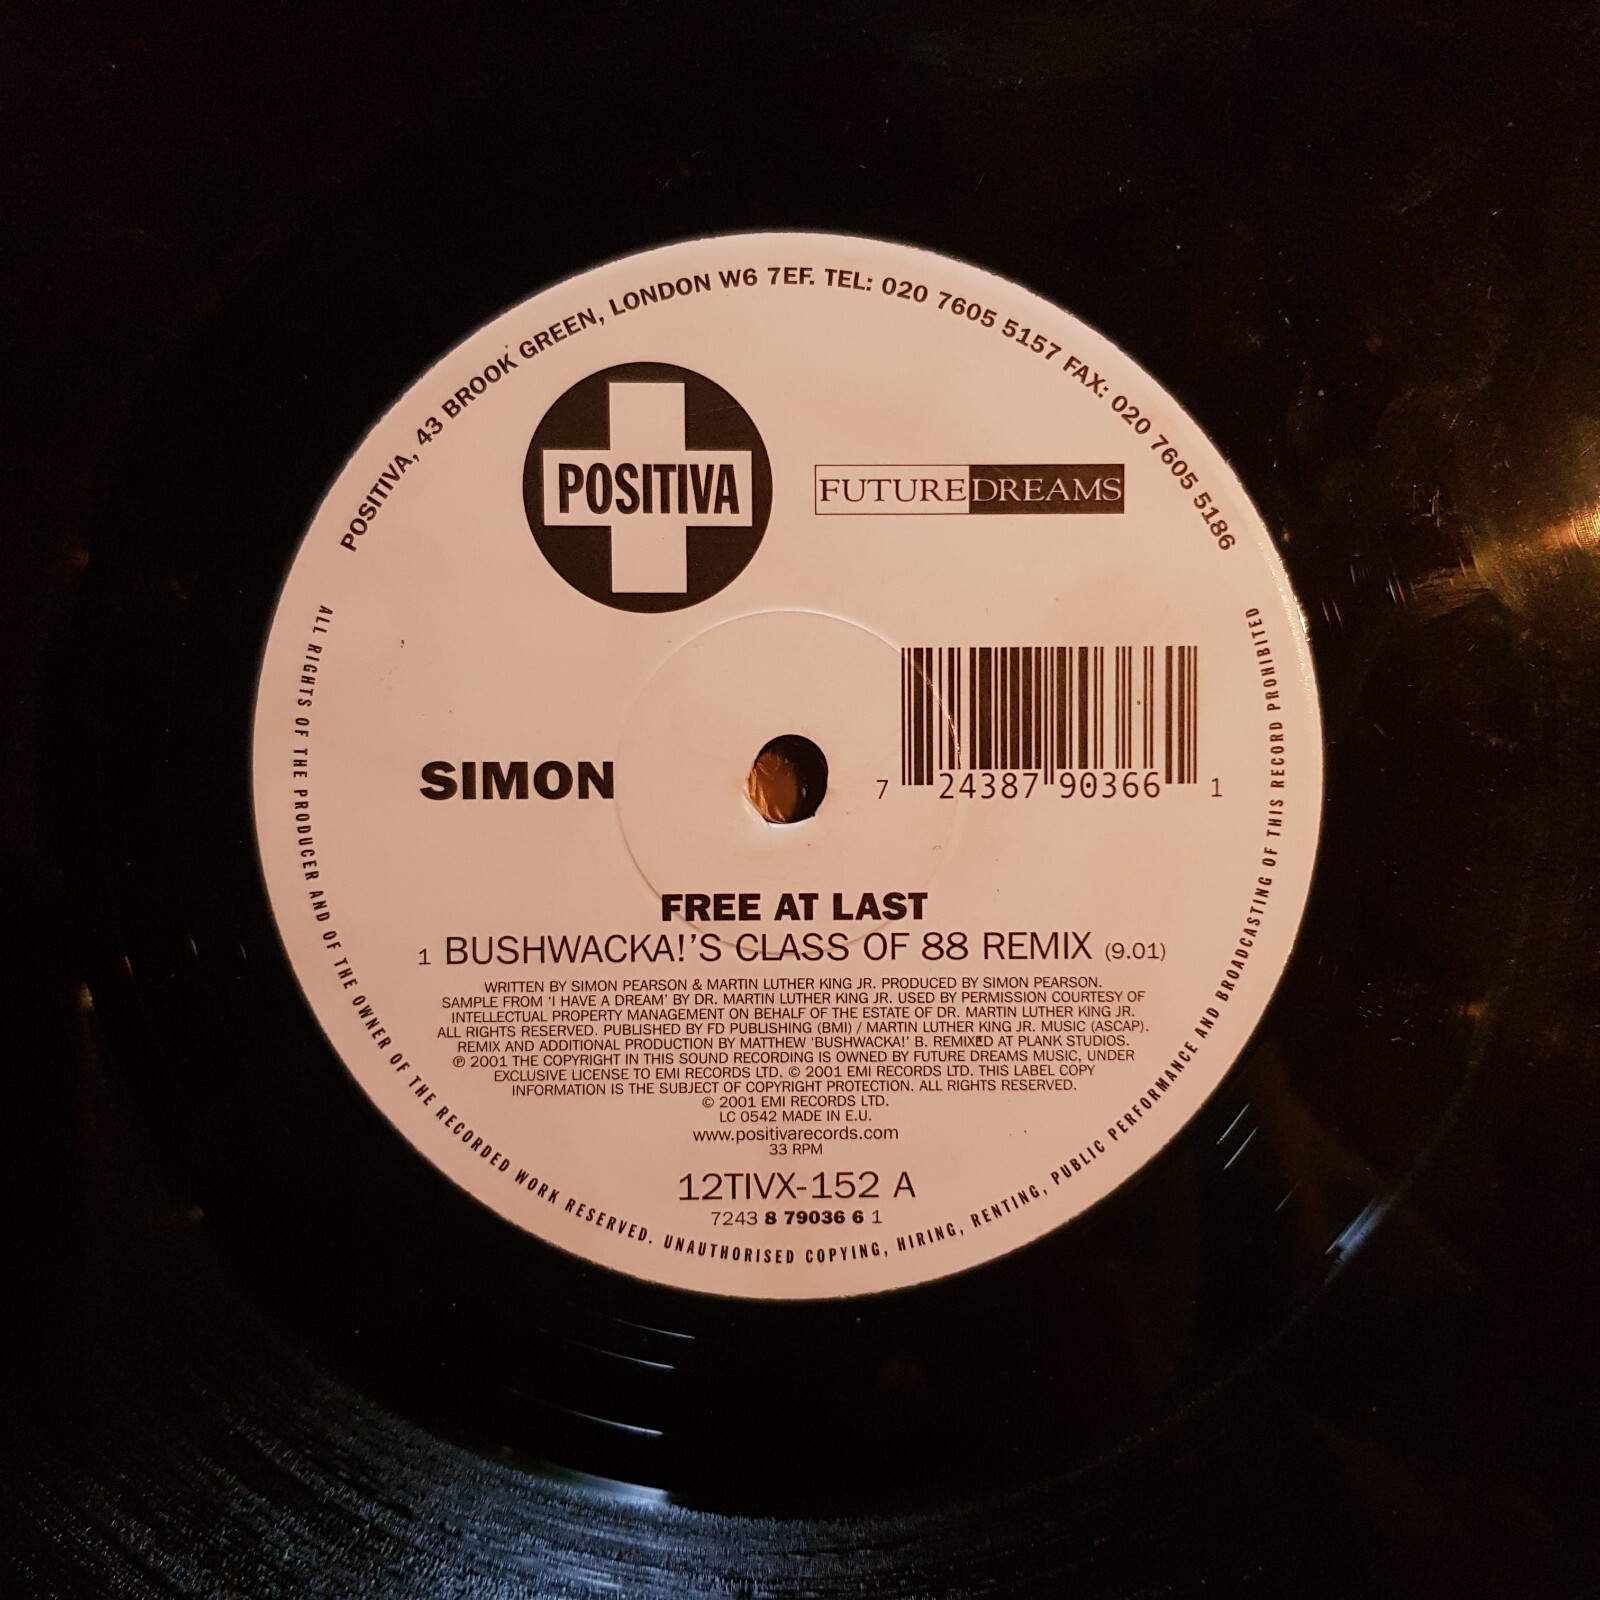 POSITIVA, 43 BROOK GREEN, LONDON W6 7EF. TEL: 020 7605 5157 FAX: 020 7605 5186
POSITIVA
FUTURE DREAMS
7 24387 90366 1
SIMON
FREE AT LAST
1 BUSHWACKA!'S CLASS OF 88 REMIX (9.01)
WRITTEN BY SIMON PEARSON & MARTIN LUTHER KING JR. PRODUCED BY SIMON PEARSON.
SAMPLE FROM 'I HAVE A DREAM' BY DR. MARTIN LUTHER KING JR. USED BY PERMISSION COURTESY OF
INTELLECTUAL PROPERTY MANAGEMENT ON BEHALF OF THE ESTATE OF DR. MARTIN LUTHER KING JR.
ALL RIGHTS RESERVED. PUBLISHED BY FD PUBLISHING (BMI) / MARTIN LUTHER KING JR. MUSIC (ASCAP).
REMIX AND ADDITIONAL PRODUCTION BY MATTHEW 'BUSHWACKA!' B. REMIXED AT PLANK STUDIOS.
℗ 2001 THE COPYRIGHT IN THIS SOUND RECORDING IS OWNED BY FUTURE DREAMS MUSIC, UNDER
EXCLUSIVE LICENSE TO EMI RECORDS LTD. © 2001 EMI RECORDS LTD. THIS LABEL COPY
INFORMATION IS THE SUBJECT OF COPYRIGHT PROTECTION. ALL RIGHTS RESERVED.
© 2001 EMI RECORDS LTD.
LC 0542 MADE IN E.U.
www.positivarecords.com
33 RPM
12TIVX-152 A
7243 8 79036 6 1
ALL RIGHTS OF THE PRODUCER AND OF THE OWNER OF THE RECORDED WORK RESERVED. UNAUTHORISED COPYING, HIRING, RENTING, PUBLIC PERFORMANCE AND BROADCASTING OF THIS RECORD PROHIBITED